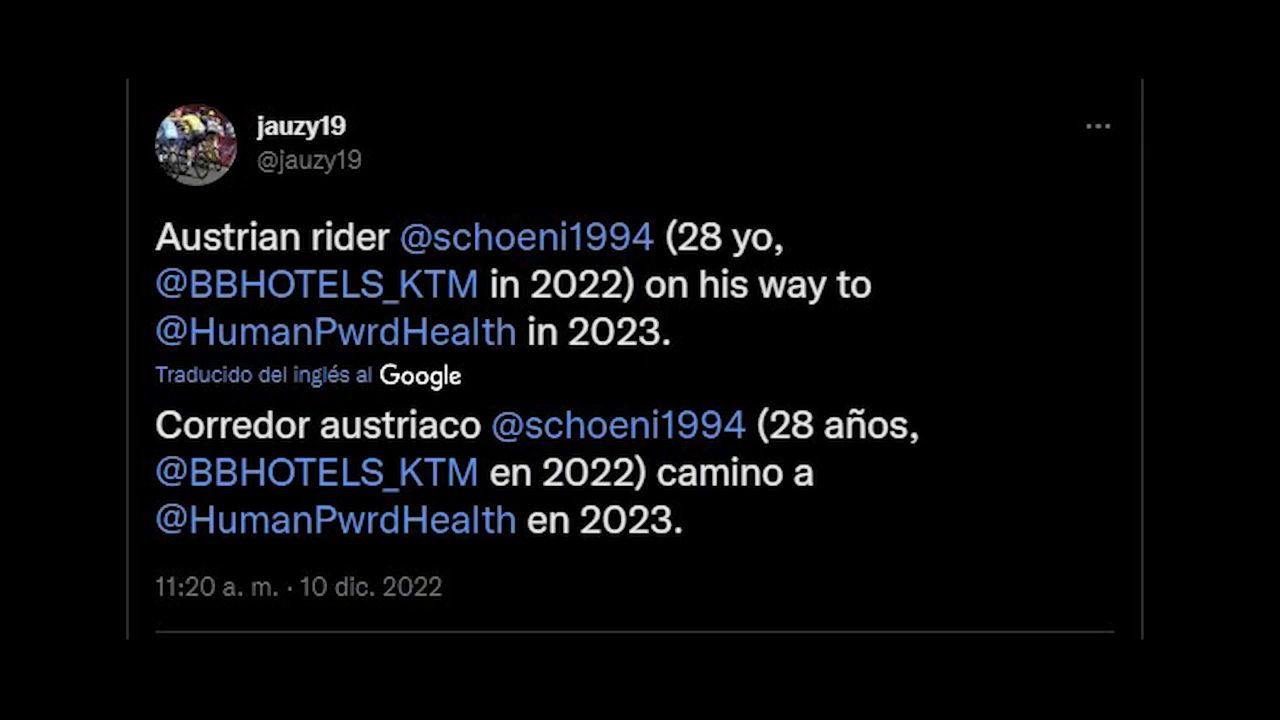 jauzy19
@jauzy19
Austrian rider @schoeni1994 (28 yo,
@BBHOTELS_KTM in 2022) on his way to
@HumanPwrdHealth in 2023.
Traducido del inglés al Google
Corredor austriaco @schoeni1994 (28 años,
@BBHOTELS_KTM en 2022) camino a
@HumanPwrdHealth en 2023.
11:20 a. m. · 10 dic. 2022